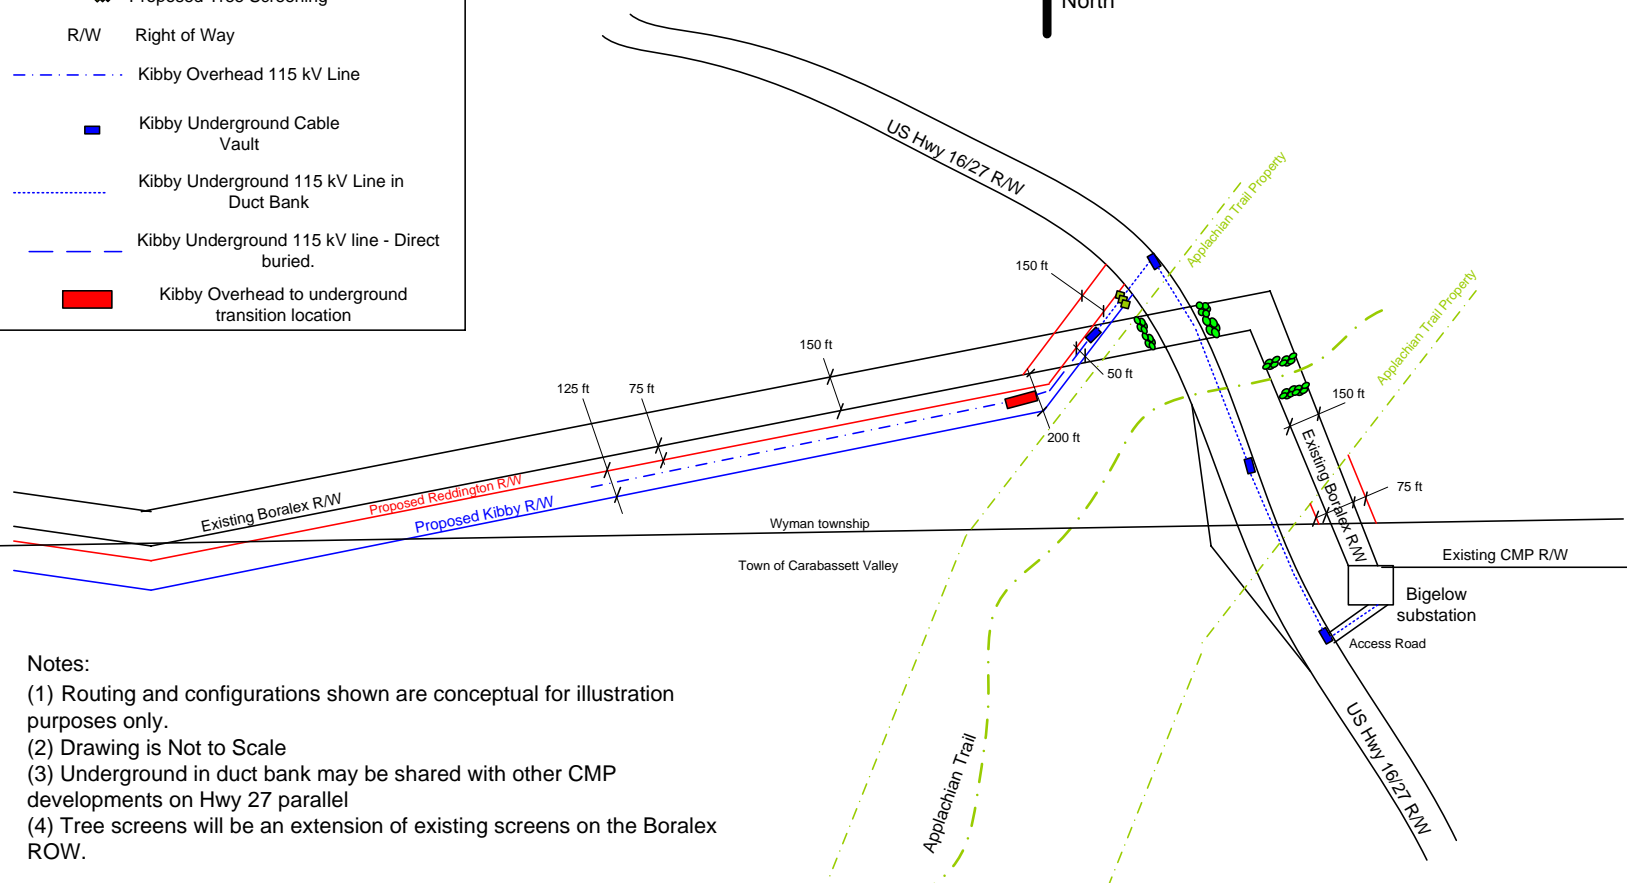 Proposed Tree Screening
R/W Right of Way
Kibby Overhead 115 kV Line
Kibby Underground Cable
Vault
Kibby Underground 115 kV Line in
Duct Bank
Kibby Underground 115 kV line - Direct
buried.
Kibby Overhead to underground
transition location
North
US Hwy 16/27 R/W
Applachian Trail Property
Applachian Trail Property
150 ft
150 ft
50 ft
125 ft
75 ft
200 ft
150 ft
75 ft
Existing Boralex R/W
Proposed Reddington R/W
Proposed Kibby R/W
Existing Boralex R/W
Wyman township
Town of Carabassett Valley
Existing CMP R/W
Bigelow
substation
Access Road
US Hwy 16/27 R/W
Applachian Trail
Notes:
(1) Routing and configurations shown are conceptual for illustration
purposes only.
(2) Drawing is Not to Scale
(3) Underground in duct bank may be shared with other CMP
developments on Hwy 27 parallel
(4) Tree screens will be an extension of existing screens on the Boralex
ROW.